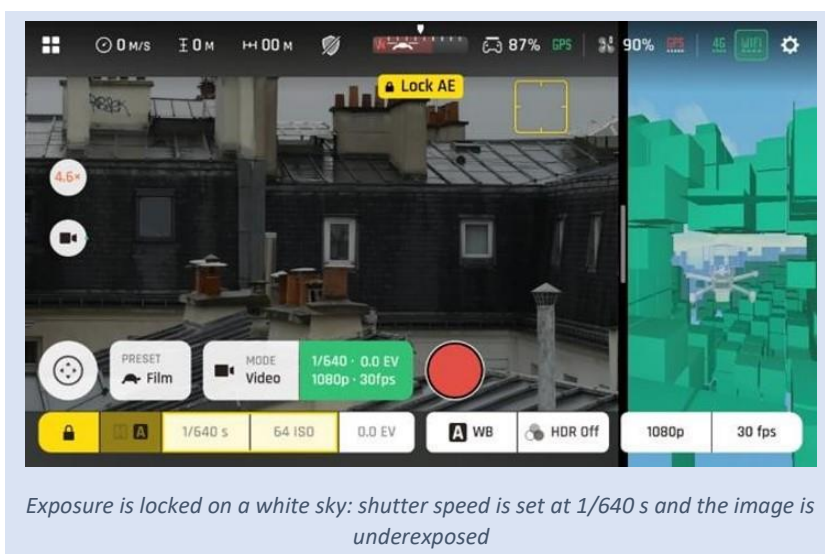 0 M/S 0 M 00 M 87% GPS 90% GPS 4G WIFI
Lock AE
4.6×
PRESET
Film
MODE
Video
1/640 · 0.0 EV
1080p · 30fps
A 1/640 s 64 ISO 0.0 EV A WB HDR Off 1080p 30 fps
Exposure is locked on a white sky: shutter speed is set at 1/640 s and the image is
underexposed